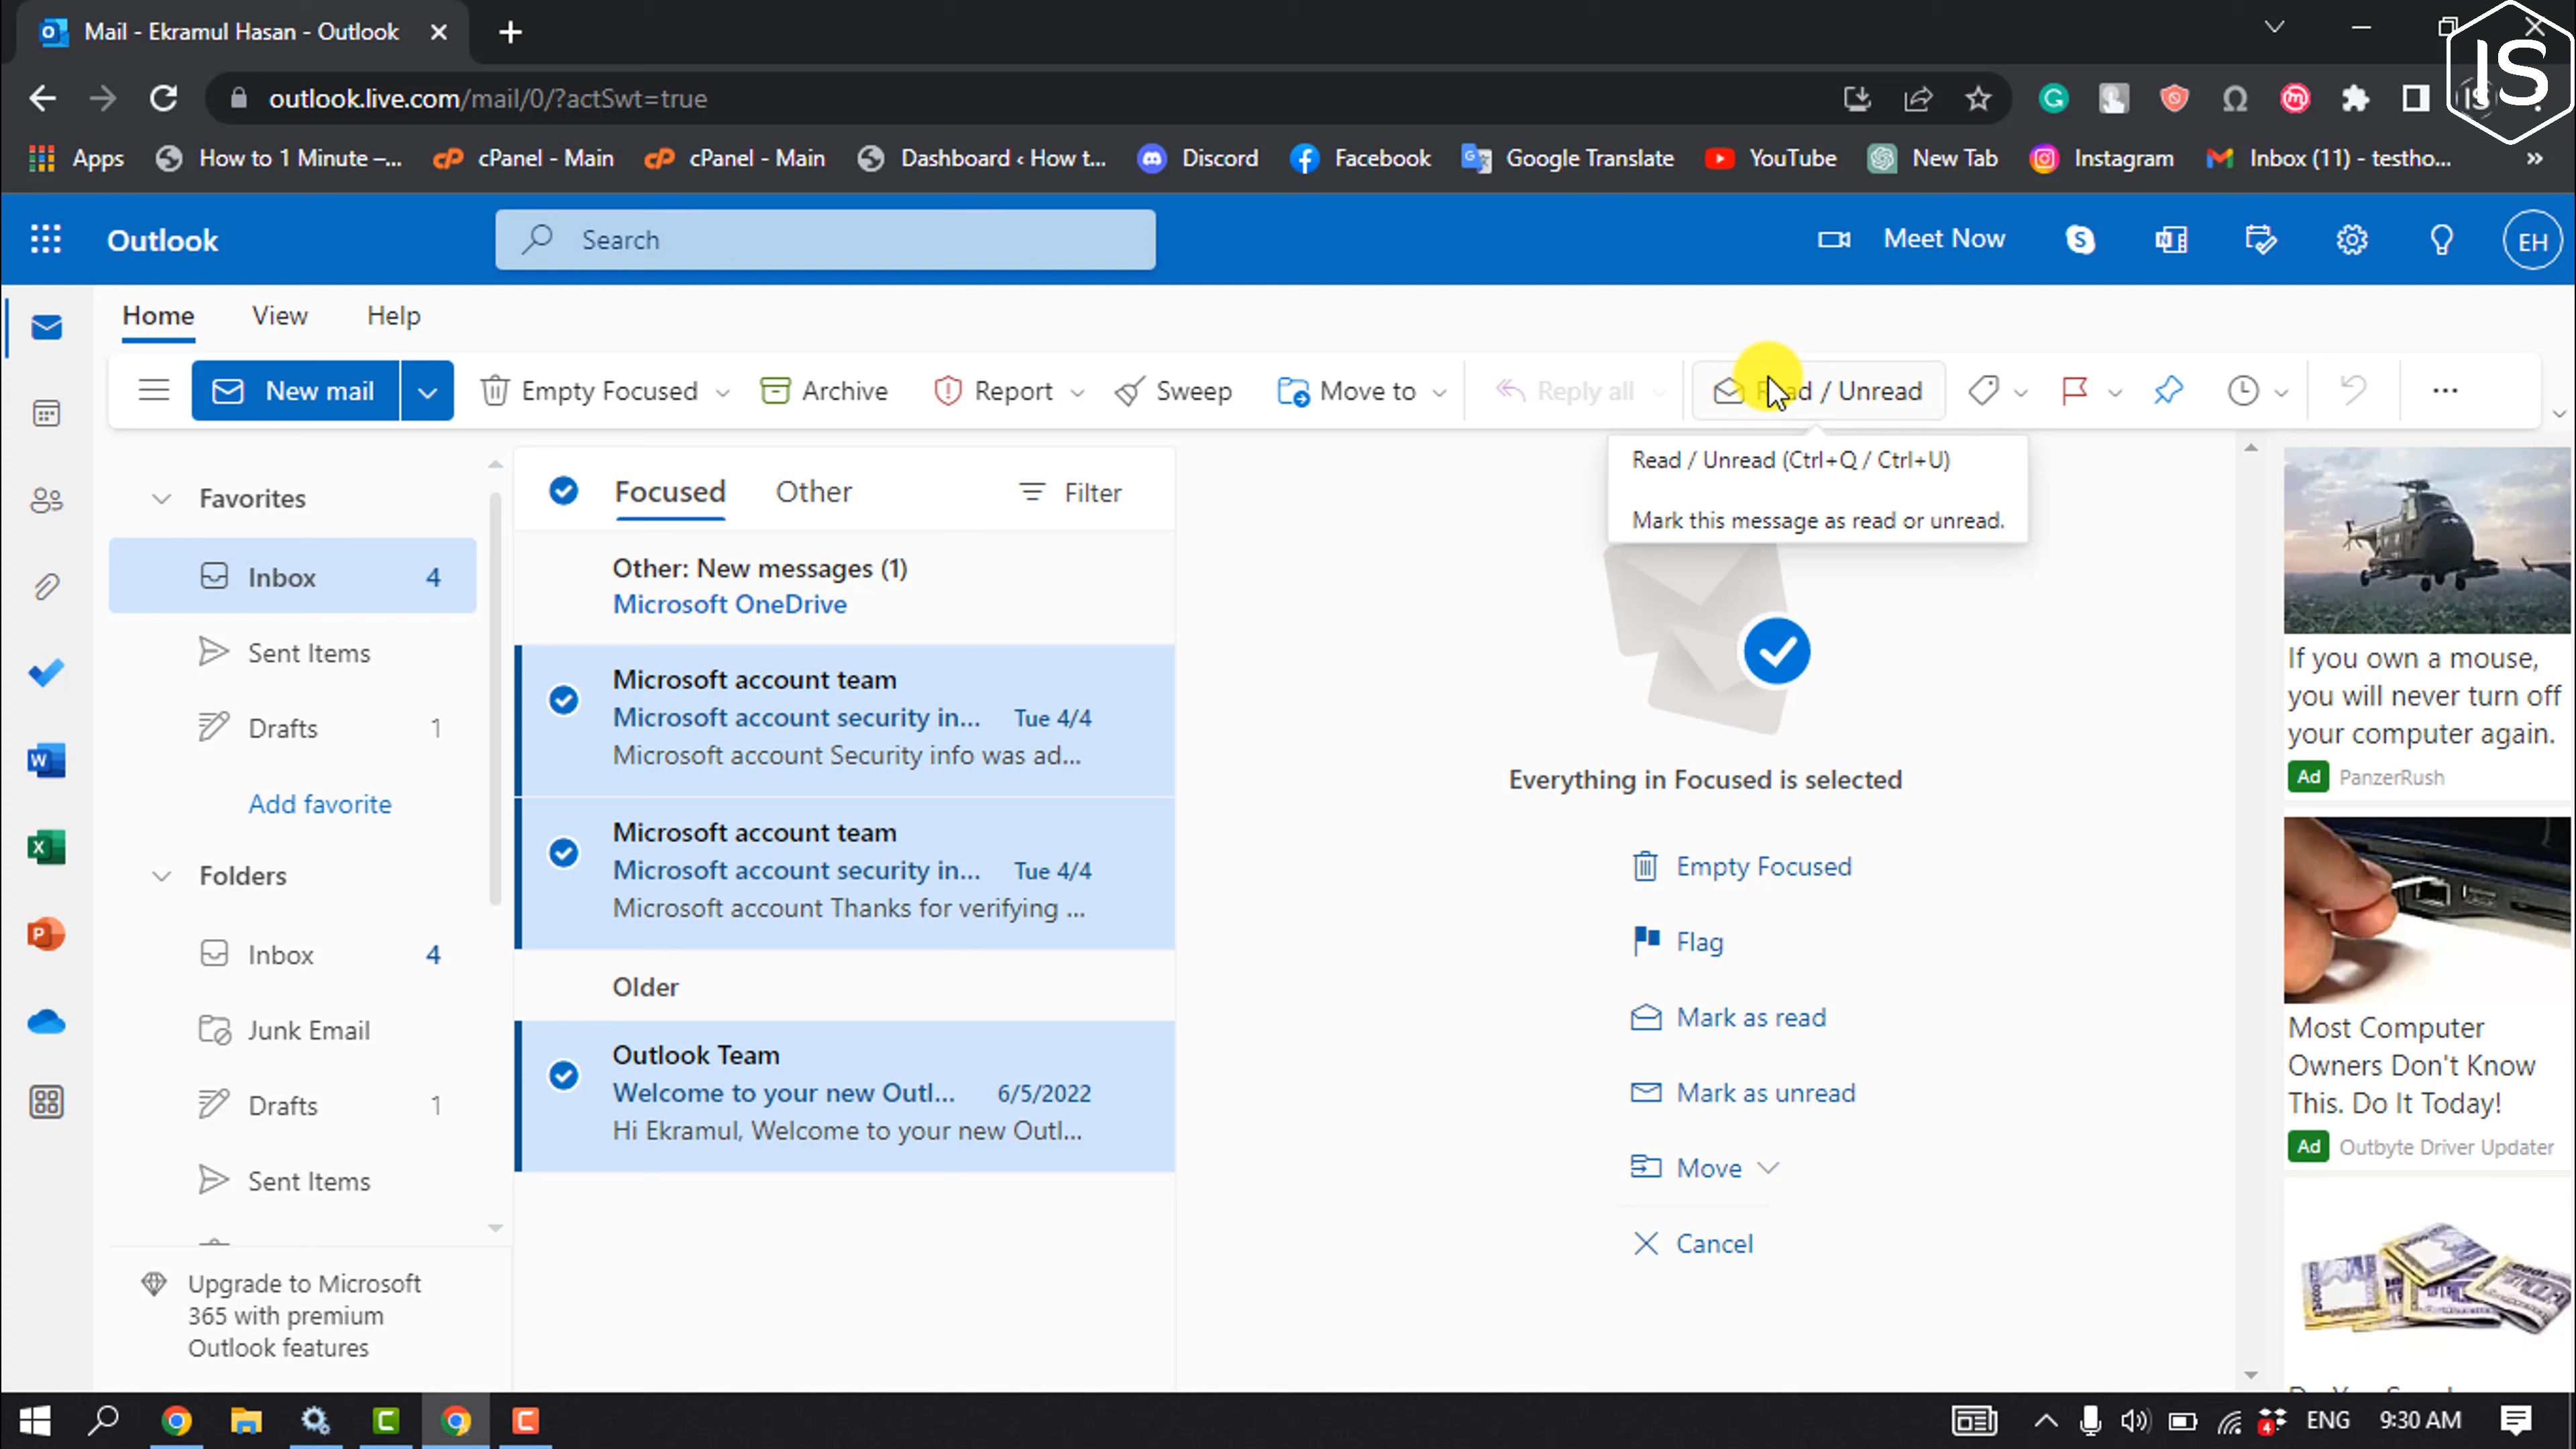 Mail - Ekramul Hasan - Outlook
IS
outlook.live.com/mail/0/?actSwt=true
Apps
How to 1 Minute –...
cPanel - Main
cPanel - Main
Dashboard ‹ How t...
Discord
Facebook
Google Translate
YouTube
New Tab
Instagram
Inbox (11) - testho...
Outlook
Search
Meet Now
EH
Home
View
Help
New mail
Empty Focused
Archive
Report
Sweep
Move to
Reply all
/ Unread
Read / Unread (Ctrl+Q / Ctrl+U)
Mark this message as read or unread.
Favorites
Inbox 4
Sent Items
Drafts 1
Add favorite
Folders
Inbox 4
Junk Email
Drafts 1
Sent Items
Upgrade to Microsoft
365 with premium
Outlook features
Focused
Other
Filter
Other: New messages (1)
Microsoft OneDrive
Microsoft account team
Microsoft account security in... Tue 4/4
Microsoft account Security info was ad...
Microsoft account team
Microsoft account security in... Tue 4/4
Microsoft account Thanks for verifying ...
Older
Outlook Team
Welcome to your new Outl... 6/5/2022
Hi Ekramul, Welcome to your new Outl...
Everything in Focused is selected
Empty Focused
Flag
Mark as read
Mark as unread
Move
Cancel
If you own a mouse,
you will never turn off
your computer again.
Ad PanzerRush
Most Computer
Owners Don't Know
This. Do It Today!
Ad Outbyte Driver Updater
ENG
9:30 AM